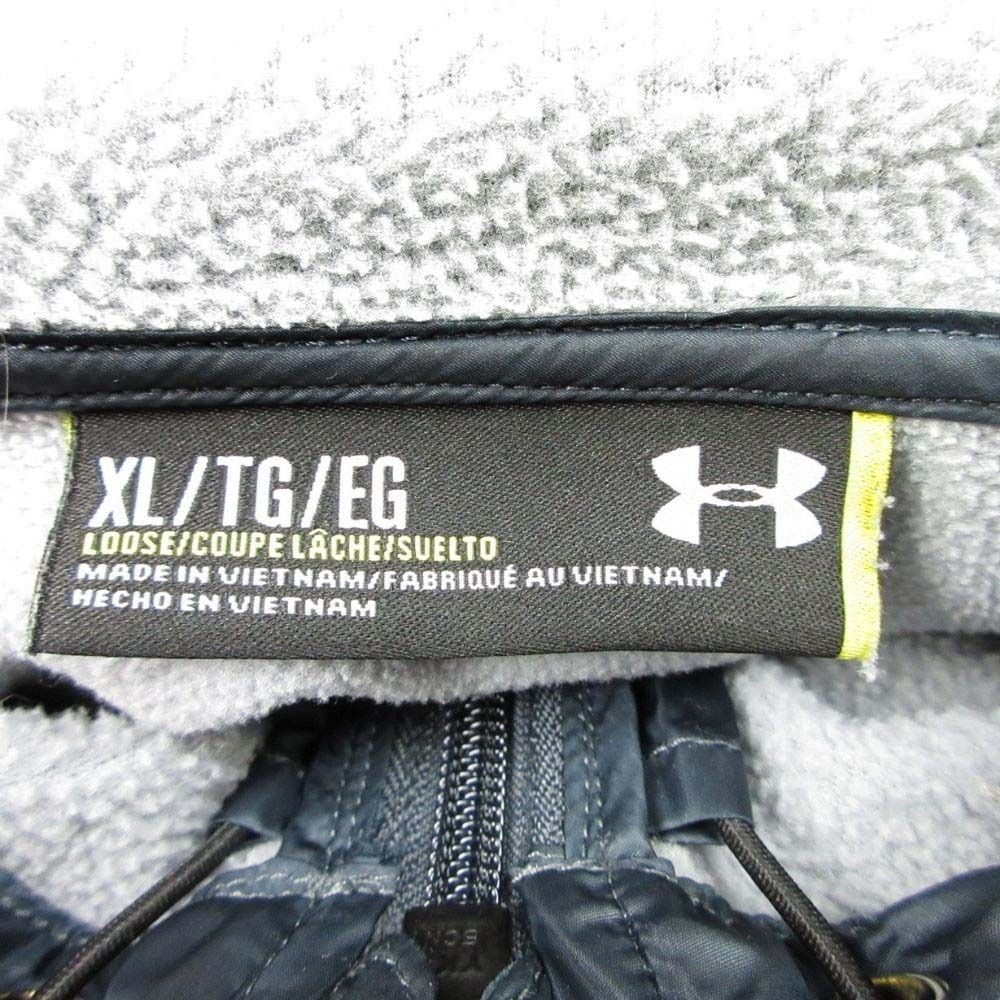 XL/TG/EG
LOOSE/COUPE LÂCHE/SUELTO
MADE IN VIETNAM/FABRIQUÉ AU VIETNAM/
HECHO EN VIETNAM